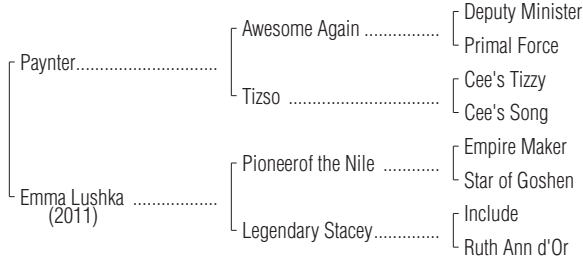 Deputy Minister
Awesome Again ................
Primal Force
Paynter..............................
Cee's Tizzy
Tizso ................................
Cee's Song
Empire Maker
Pioneerof the Nile ............
Star of Goshen
Emma Lushka ..................
(2011)
Include
Legendary Stacey..............
Ruth Ann d'Or